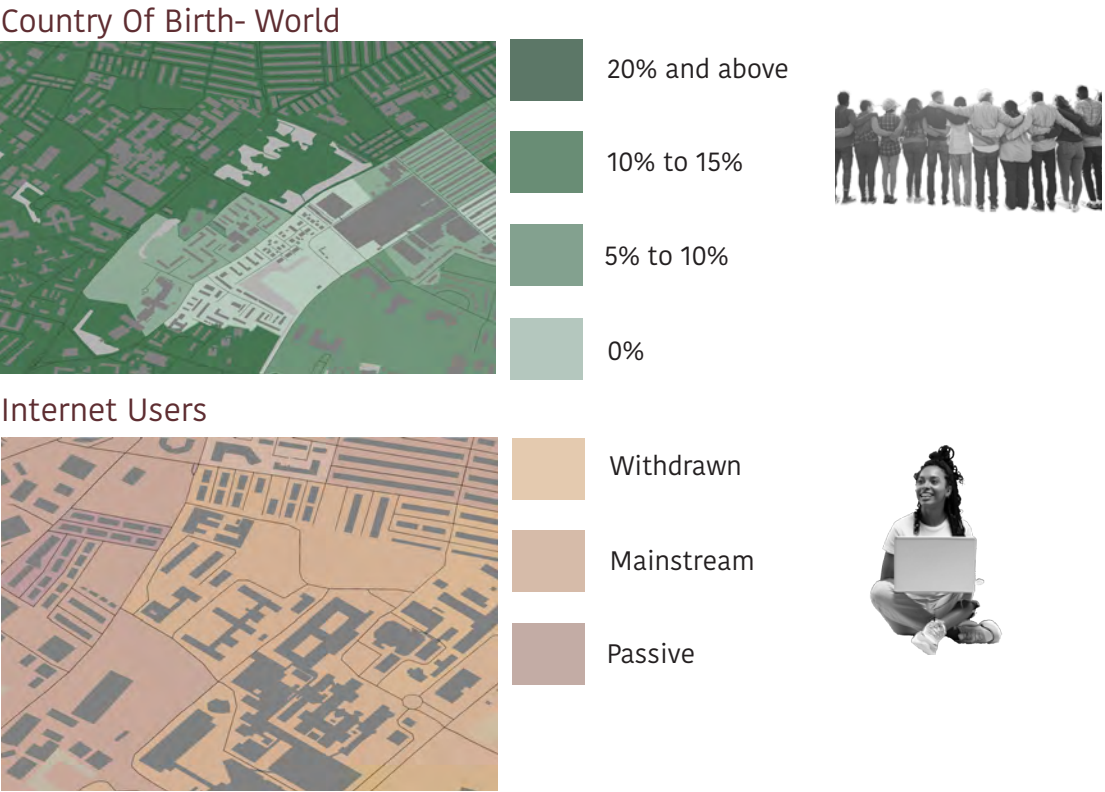 Country Of Birth- World
20% and above
10% to 15%
5% to 10%
0%
Internet Users
Withdrawn
Mainstream
Passive